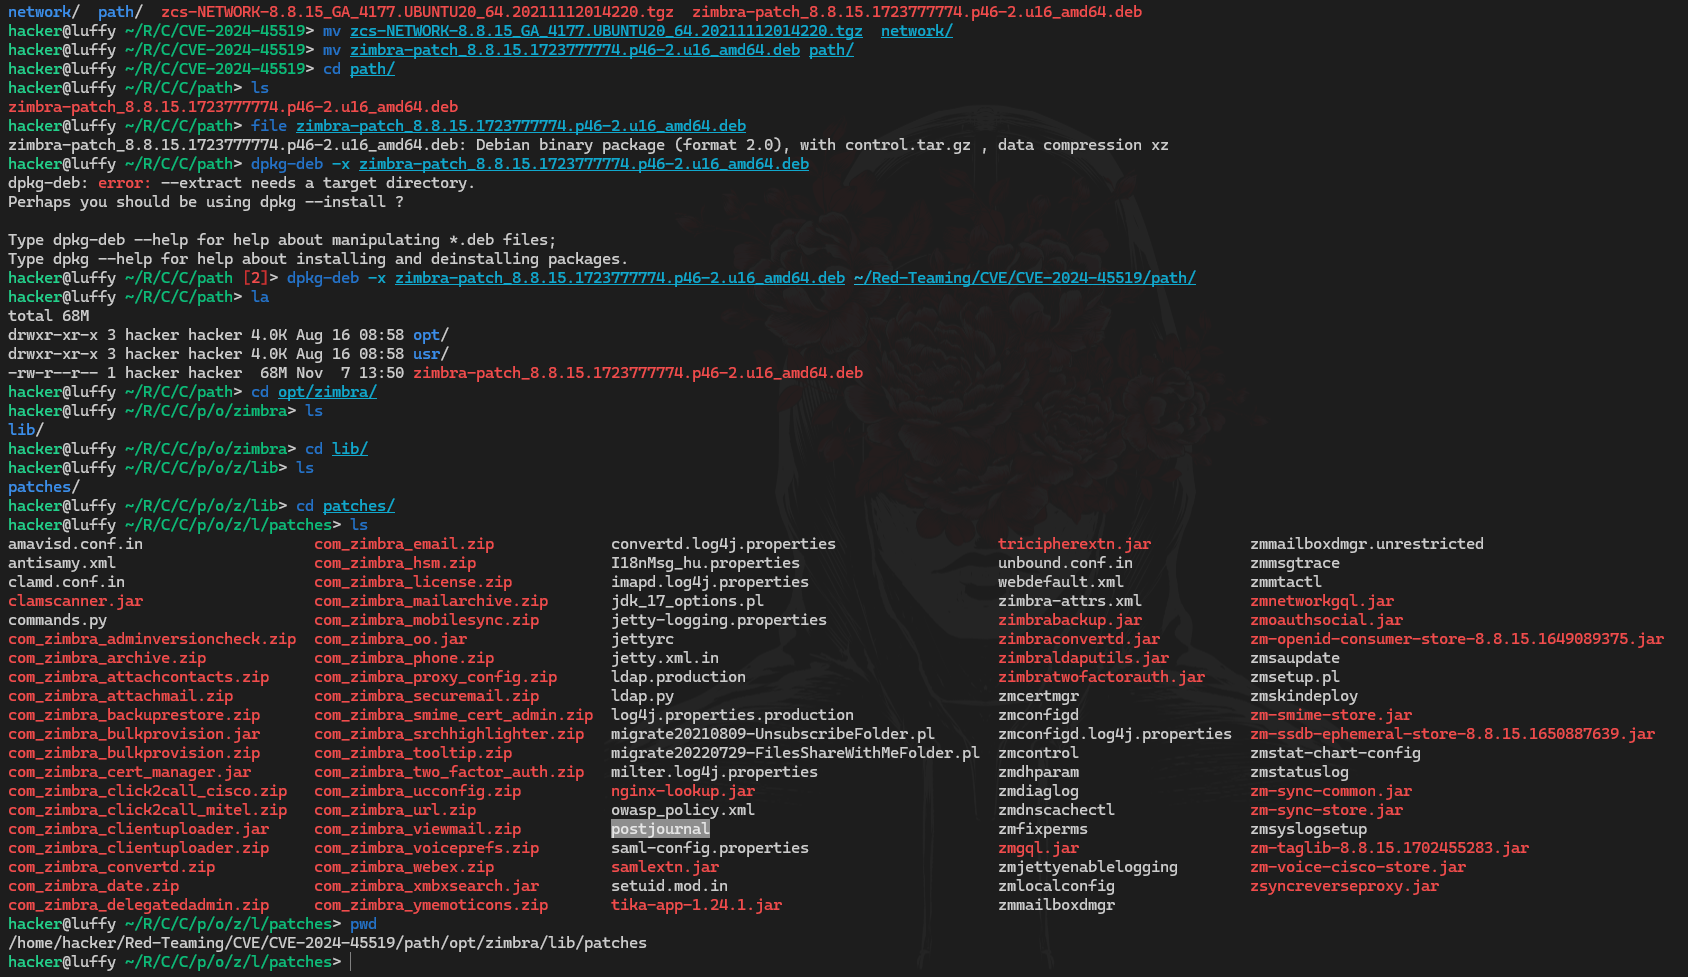 network/  path/  zcs-NETWORK-8.8.15_GA_4177.UBUNTU20_64.20211112014220.tgz  zimbra-patch_8.8.15.1723777774.p46-2.u16_amd64.deb
hacker@luffy ~/R/C/CVE-2024-45519> mv zcs-NETWORK-8.8.15_GA_4177.UBUNTU20_64.20211112014220.tgz  network/
hacker@luffy ~/R/C/CVE-2024-45519> mv zimbra-patch_8.8.15.1723777774.p46-2.u16_amd64.deb path/
hacker@luffy ~/R/C/CVE-2024-45519> cd path/
hacker@luffy ~/R/C/C/path> ls
zimbra-patch_8.8.15.1723777774.p46-2.u16_amd64.deb
hacker@luffy ~/R/C/C/path> file zimbra-patch_8.8.15.1723777774.p46-2.u16_amd64.deb
zimbra-patch_8.8.15.1723777774.p46-2.u16_amd64.deb: Debian binary package (format 2.0), with control.tar.gz , data compression xz
hacker@luffy ~/R/C/C/path> dpkg-deb -x zimbra-patch_8.8.15.1723777774.p46-2.u16_amd64.deb
dpkg-deb: error: --extract needs a target directory.
Perhaps you should be using dpkg --install ?
Type dpkg-deb --help for help about manipulating *.deb files;
Type dpkg --help for help about installing and deinstalling packages.
hacker@luffy ~/R/C/C/path [2]> dpkg-deb -x zimbra-patch_8.8.15.1723777774.p46-2.u16_amd64.deb ~/Red-Teaming/CVE/CVE-2024-45519/path/
hacker@luffy ~/R/C/C/path> la
total 68M
drwxr-xr-x 3 hacker hacker 4.0K Aug 16 08:58 opt/
drwxr-xr-x 3 hacker hacker 4.0K Aug 16 08:58 usr/
-rw-r--r-- 1 hacker hacker  68M Nov  7 13:50 zimbra-patch_8.8.15.1723777774.p46-2.u16_amd64.deb
hacker@luffy ~/R/C/C/path> cd opt/zimbra/
hacker@luffy ~/R/C/C/p/o/zimbra> ls
lib/
hacker@luffy ~/R/C/C/p/o/zimbra> cd lib/
hacker@luffy ~/R/C/C/p/o/z/lib> ls
patches/
hacker@luffy ~/R/C/C/p/o/z/lib> cd patches/
hacker@luffy ~/R/C/C/p/o/z/l/patches> ls
amavisd.conf.in  com_zimbra_email.zip  convertd.log4j.properties  tricipherextn.jar  zmmailboxdmgr.unrestricted
antisamy.xml  com_zimbra_hsm.zip  I18nMsg_hu.properties  unbound.conf.in  zmmsgtrace
clamd.conf.in  com_zimbra_license.zip  imapd.log4j.properties  webdefault.xml  zmmtactl
clamscanner.jar  com_zimbra_mailarchive.zip  jdk_17_options.pl  zimbra-attrs.xml  zmnetworkgql.jar
commands.py  com_zimbra_mobilesync.zip  jetty-logging.properties  zimbrabackup.jar  zmoauthsocial.jar
com_zimbra_adminversioncheck.zip  com_zimbra_oo.jar  jettyrc  zimbraconvertd.jar  zm-openid-consumer-store-8.8.15.1649089375.jar
com_zimbra_archive.zip  com_zimbra_phone.zip  jetty.xml.in  zimbraldaputils.jar  zmsaupdate
com_zimbra_attachcontacts.zip  com_zimbra_proxy_config.zip  ldap.production  zimbratwofactorauth.jar  zmsetup.pl
com_zimbra_attachmail.zip  com_zimbra_securemail.zip  ldap.py  zmcertmgr  zmskindeploy
com_zimbra_backuprestore.zip  com_zimbra_smime_cert_admin.zip  log4j.properties.production  zmconfigd  zm-smime-store.jar
com_zimbra_bulkprovision.jar  com_zimbra_srchhighlighter.zip  migrate20210809-UnsubscribeFolder.pl  zmconfigd.log4j.properties  zm-ssdb-ephemeral-store-8.8.15.1650887639.jar
com_zimbra_bulkprovision.zip  com_zimbra_tooltip.zip  migrate20220729-FilesShareWithMeFolder.pl  zmcontrol  zmstat-chart-config
com_zimbra_cert_manager.jar  com_zimbra_two_factor_auth.zip  milter.log4j.properties  zmdhparam  zmstatuslog
com_zimbra_click2call_cisco.zip  com_zimbra_ucconfig.zip  nginx-lookup.jar  zmdiaglog  zm-sync-common.jar
com_zimbra_click2call_mitel.zip  com_zimbra_url.zip  owasp_policy.xml  zmdnscachectl  zm-sync-store.jar
com_zimbra_clientuploader.jar  com_zimbra_viewmail.zip  postjournal  zmfixperms  zmsyslogsetup
com_zimbra_clientuploader.zip  com_zimbra_voiceprefs.zip  saml-config.properties  zmgql.jar  zm-taglib-8.8.15.1702455283.jar
com_zimbra_convertd.zip  com_zimbra_webex.zip  samlextn.jar  zmjettyenablelogging  zm-voice-cisco-store.jar
com_zimbra_date.zip  com_zimbra_xmbxsearch.jar  setuid.mod.in  zmlocalconfig  zsyncreverseproxy.jar
com_zimbra_delegatedadmin.zip  com_zimbra_ymemoticons.zip  tika-app-1.24.1.jar  zmmailboxdmgr
hacker@luffy ~/R/C/C/p/o/z/l/patches> pwd
/home/hacker/Red-Teaming/CVE/CVE-2024-45519/path/opt/zimbra/lib/patches
hacker@luffy ~/R/C/C/p/o/z/l/patches>